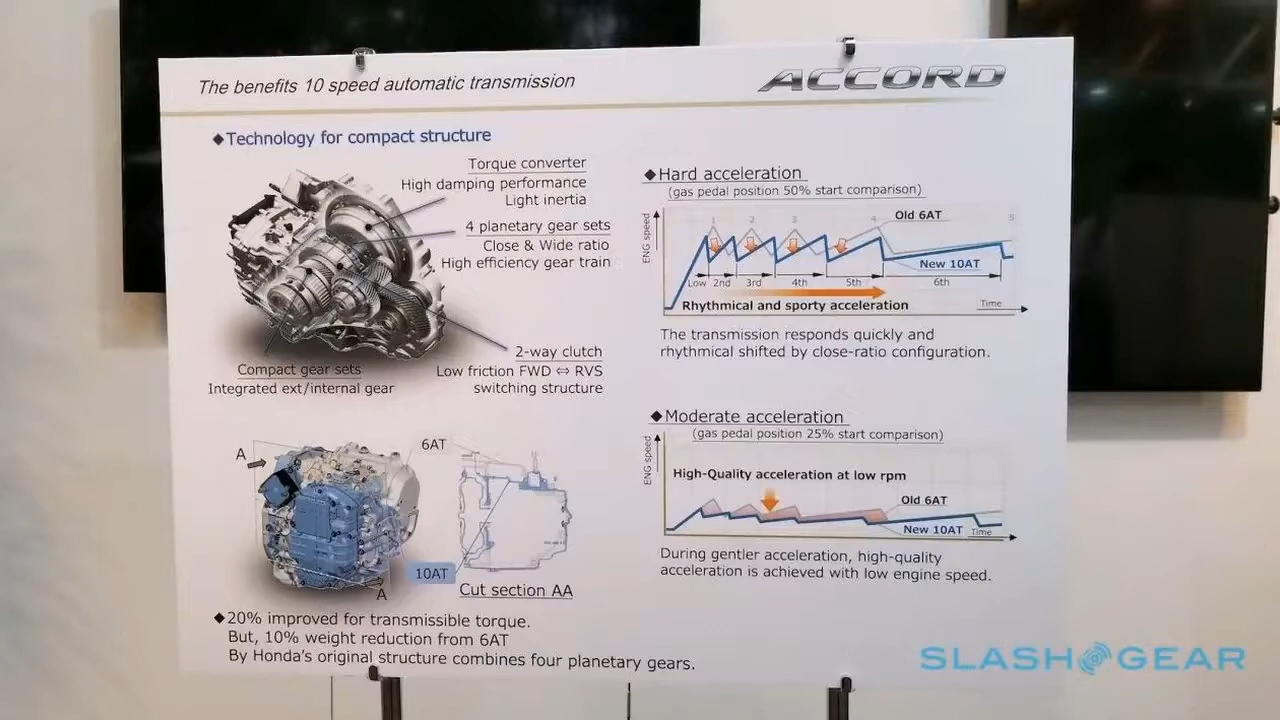 The benefits 10 speed automatic transmission
ACCORD
◆Technology for compact structure
Torque converter
High damping performance
Light inertia
4 planetary gear sets
Close & Wide ratio
High efficiency gear train
2-way clutch
Low friction FWD ⇔ RVS
switching structure
Compact gear sets
Integrated ext/internal gear
A
6AT
10AT
A
Cut section AA
◆20% improved for transmissible torque.
But, 10% weight reduction from 6AT
By Honda's original structure combines four planetary gears.
◆Hard acceleration
(gas pedal position 50% start comparison)
ENG speed
1 2 3 4 5
Old 6AT
New 10AT
Low 2nd 3rd 4th 5th 6th
Rhythmical and sporty acceleration
Time
The transmission responds quickly and
rhythmical shifted by close-ratio configuration.
◆Moderate acceleration
(gas pedal position 25% start comparison)
ENG speed
High-Quality acceleration at low rpm
Old 6AT
New 10AT
Time
During gentler acceleration, high-quality
acceleration is achieved with low engine speed.
SLASHGEAR